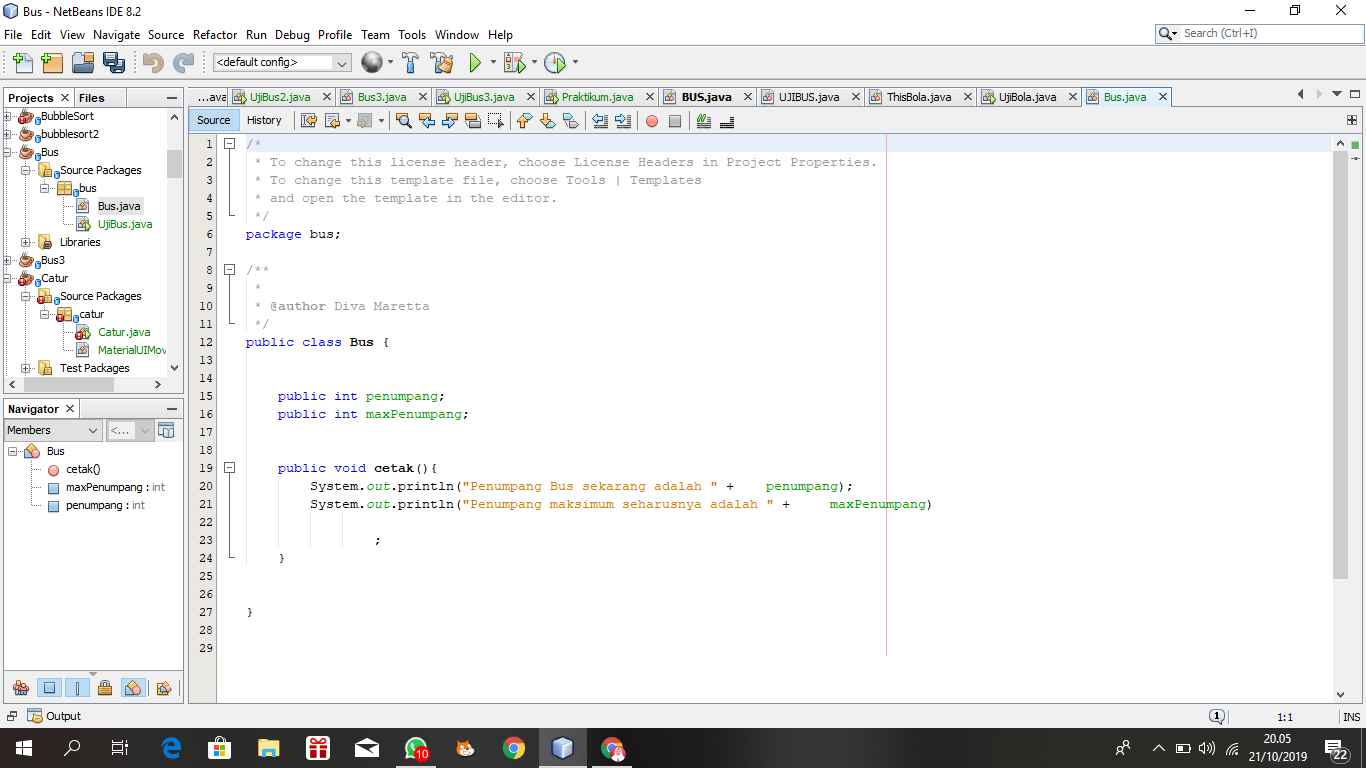 Bus - NetBeans IDE 8.2
File Edit View Navigate Source Refactor Run Debug Profile Team Tools Window Help
Search (Ctrl+I)
<default config>
Projects Files
BubbleSort
bubblesort2
Bus
Source Packages
bus
Bus.java
UjiBus.java
Libraries
Bus3
Catur
Source Packages
catur
Catur.java
MaterialUIMov
Test Packages
Navigator
Members <...
Bus
cetak()
maxPenumpang : int
penumpang : int
...ava UjiBus2.java Bus3.java UjiBus3.java Praktikum.java BUS.java UJIBUS.java ThisBola.java UjiBola.java Bus.java
Source History
1 /*
2 * To change this license header, choose License Headers in Project Properties.
3 * To change this template file, choose Tools | Templates
4 * and open the template in the editor.
5 */
6 package bus;
7
8 /**
9 *
10 * @author Diva Maretta
11 */
12 public class Bus {
13
14
15 public int penumpang;
16 public int maxPenumpang;
17
18
19 public void cetak(){
20 System.out.println("Penumpang Bus sekarang adalah " + penumpang);
21 System.out.println("Penumpang maksimum seharusnya adalah " + maxPenumpang)
22
23 ;
24 }
25
26
27 }
28
29
Output
1 1:1 INS
10
20.05
21/10/2019
22